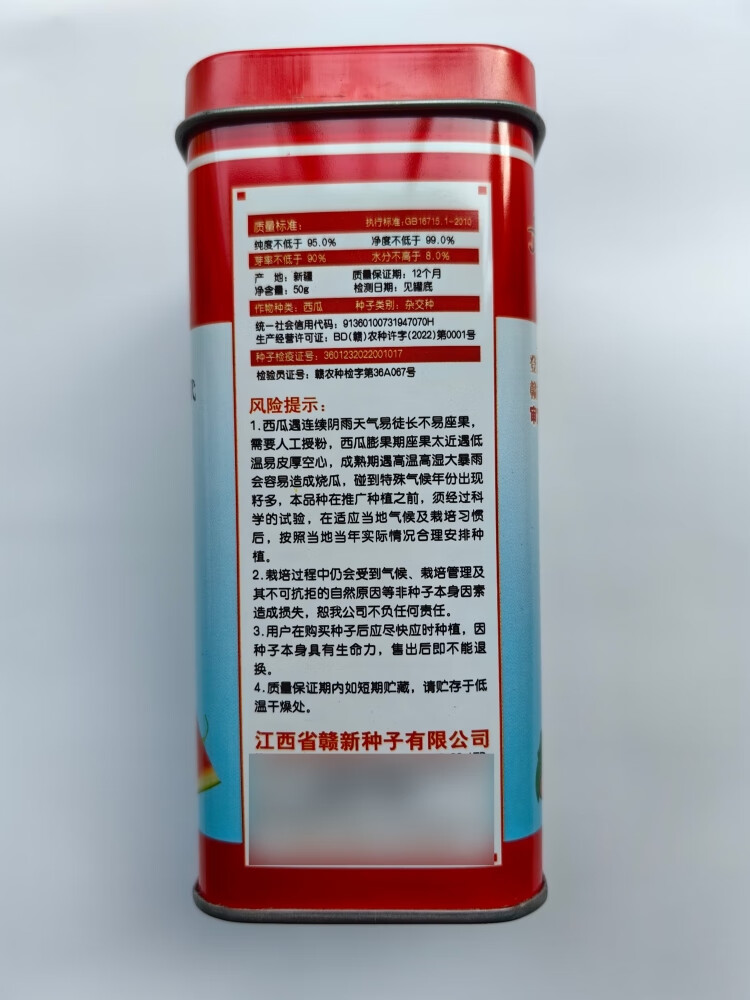 质量标准： 执行标准：GB16715.1-2010
纯度不低于 95.0% 净度不低于 99.0%
芽率不低于 90% 水分不高于 8.0%
产 地：新疆 质量保证期：12个月
净含量：50g 检测日期：见罐底
作物种类：西瓜 种子类别：杂交种
统一社会信用代码：91360100731947070H
生产经营许可证：BD(赣)农种许字(2022)第0001号
种子检疫证号：3601232022001017
检验员证号：赣农种检字第36A067号
风险提示：
1.西瓜遇连续阴雨天气易徒长不易座果，
需要人工授粉，西瓜膨果期座果太近遇低
温易皮厚空心，成熟期遇高温高湿大暴雨
会容易造成烧瓜，碰到特殊气候年份出现
籽多，本品种在推广种植之前，须经过科
学的试验，在适应当地气候及栽培习惯
后，按照当地当年实际情况合理安排种
植。
2.栽培过程中仍会受到气候、栽培管理及
其不可抗拒的自然原因等非种子本身因素
造成损失，恕我公司不负任何责任。
3.用户在购买种子后应尽快应时种植，因
种子本身具有生命力，售出后即不能退
换。
4.质量保证期内如短期贮藏，请贮存于低
温干燥处。
江西省赣新种子有限公司